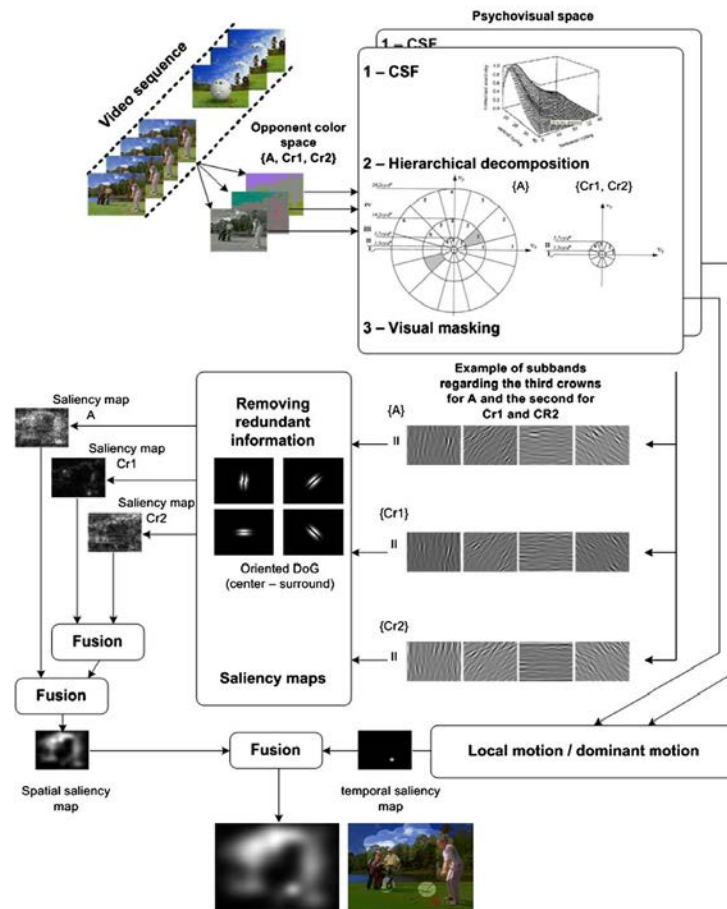 Psychovisual space
1 – CSF
1 – CSF
Video sequence
Opponent color
space
{A, Cr1, Cr2}
2 – Hierarchical decomposition
{A}
{Cr1, Cr2}
3 – Visual masking
Example of subbands
regarding the third crowns
for A and the second for
Cr1 and CR2
Saliency map
A
Saliency map
Cr1
Saliency map
Cr2
Removing
redundant
information
Oriented DoG
(center – surround)
Saliency maps
{A}
II
{Cr1}
II
{Cr2}
II
Fusion
Fusion
Fusion
Local motion / dominant motion
Spatial saliency
map
temporal saliency
map